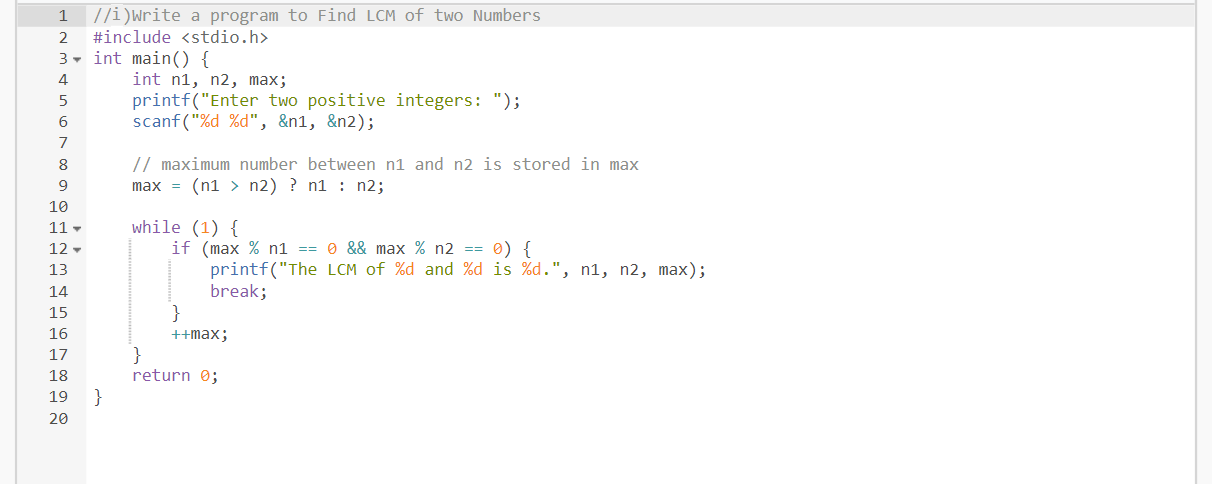 1 //i)Write a program to Find LCM of two Numbers
2 #include <stdio.h>
3 int main() {
4     int n1, n2, max;
5     printf("Enter two positive integers: ");
6     scanf("%d %d", &n1, &n2);
7
8     // maximum number between n1 and n2 is stored in max
9     max = (n1 > n2) ? n1 : n2;
10
11     while (1) {
12         if (max % n1 == 0 && max % n2 == 0) {
13             printf("The LCM of %d and %d is %d.", n1, n2, max);
14             break;
15         }
16         ++max;
17     }
18     return 0;
19 }
20